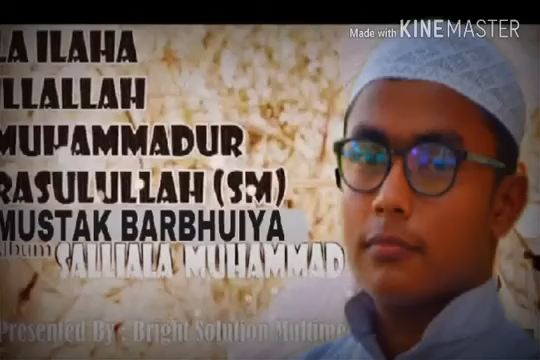 Made with KINEMASTER
LA ILAHA
ILLALLAH
MUHAMMADUR
RASULULLAH (SM)
MUSTAK BARBHUIYA
Album SALLIALA MUHAMMAD
Presented By : Bright Solution Multime